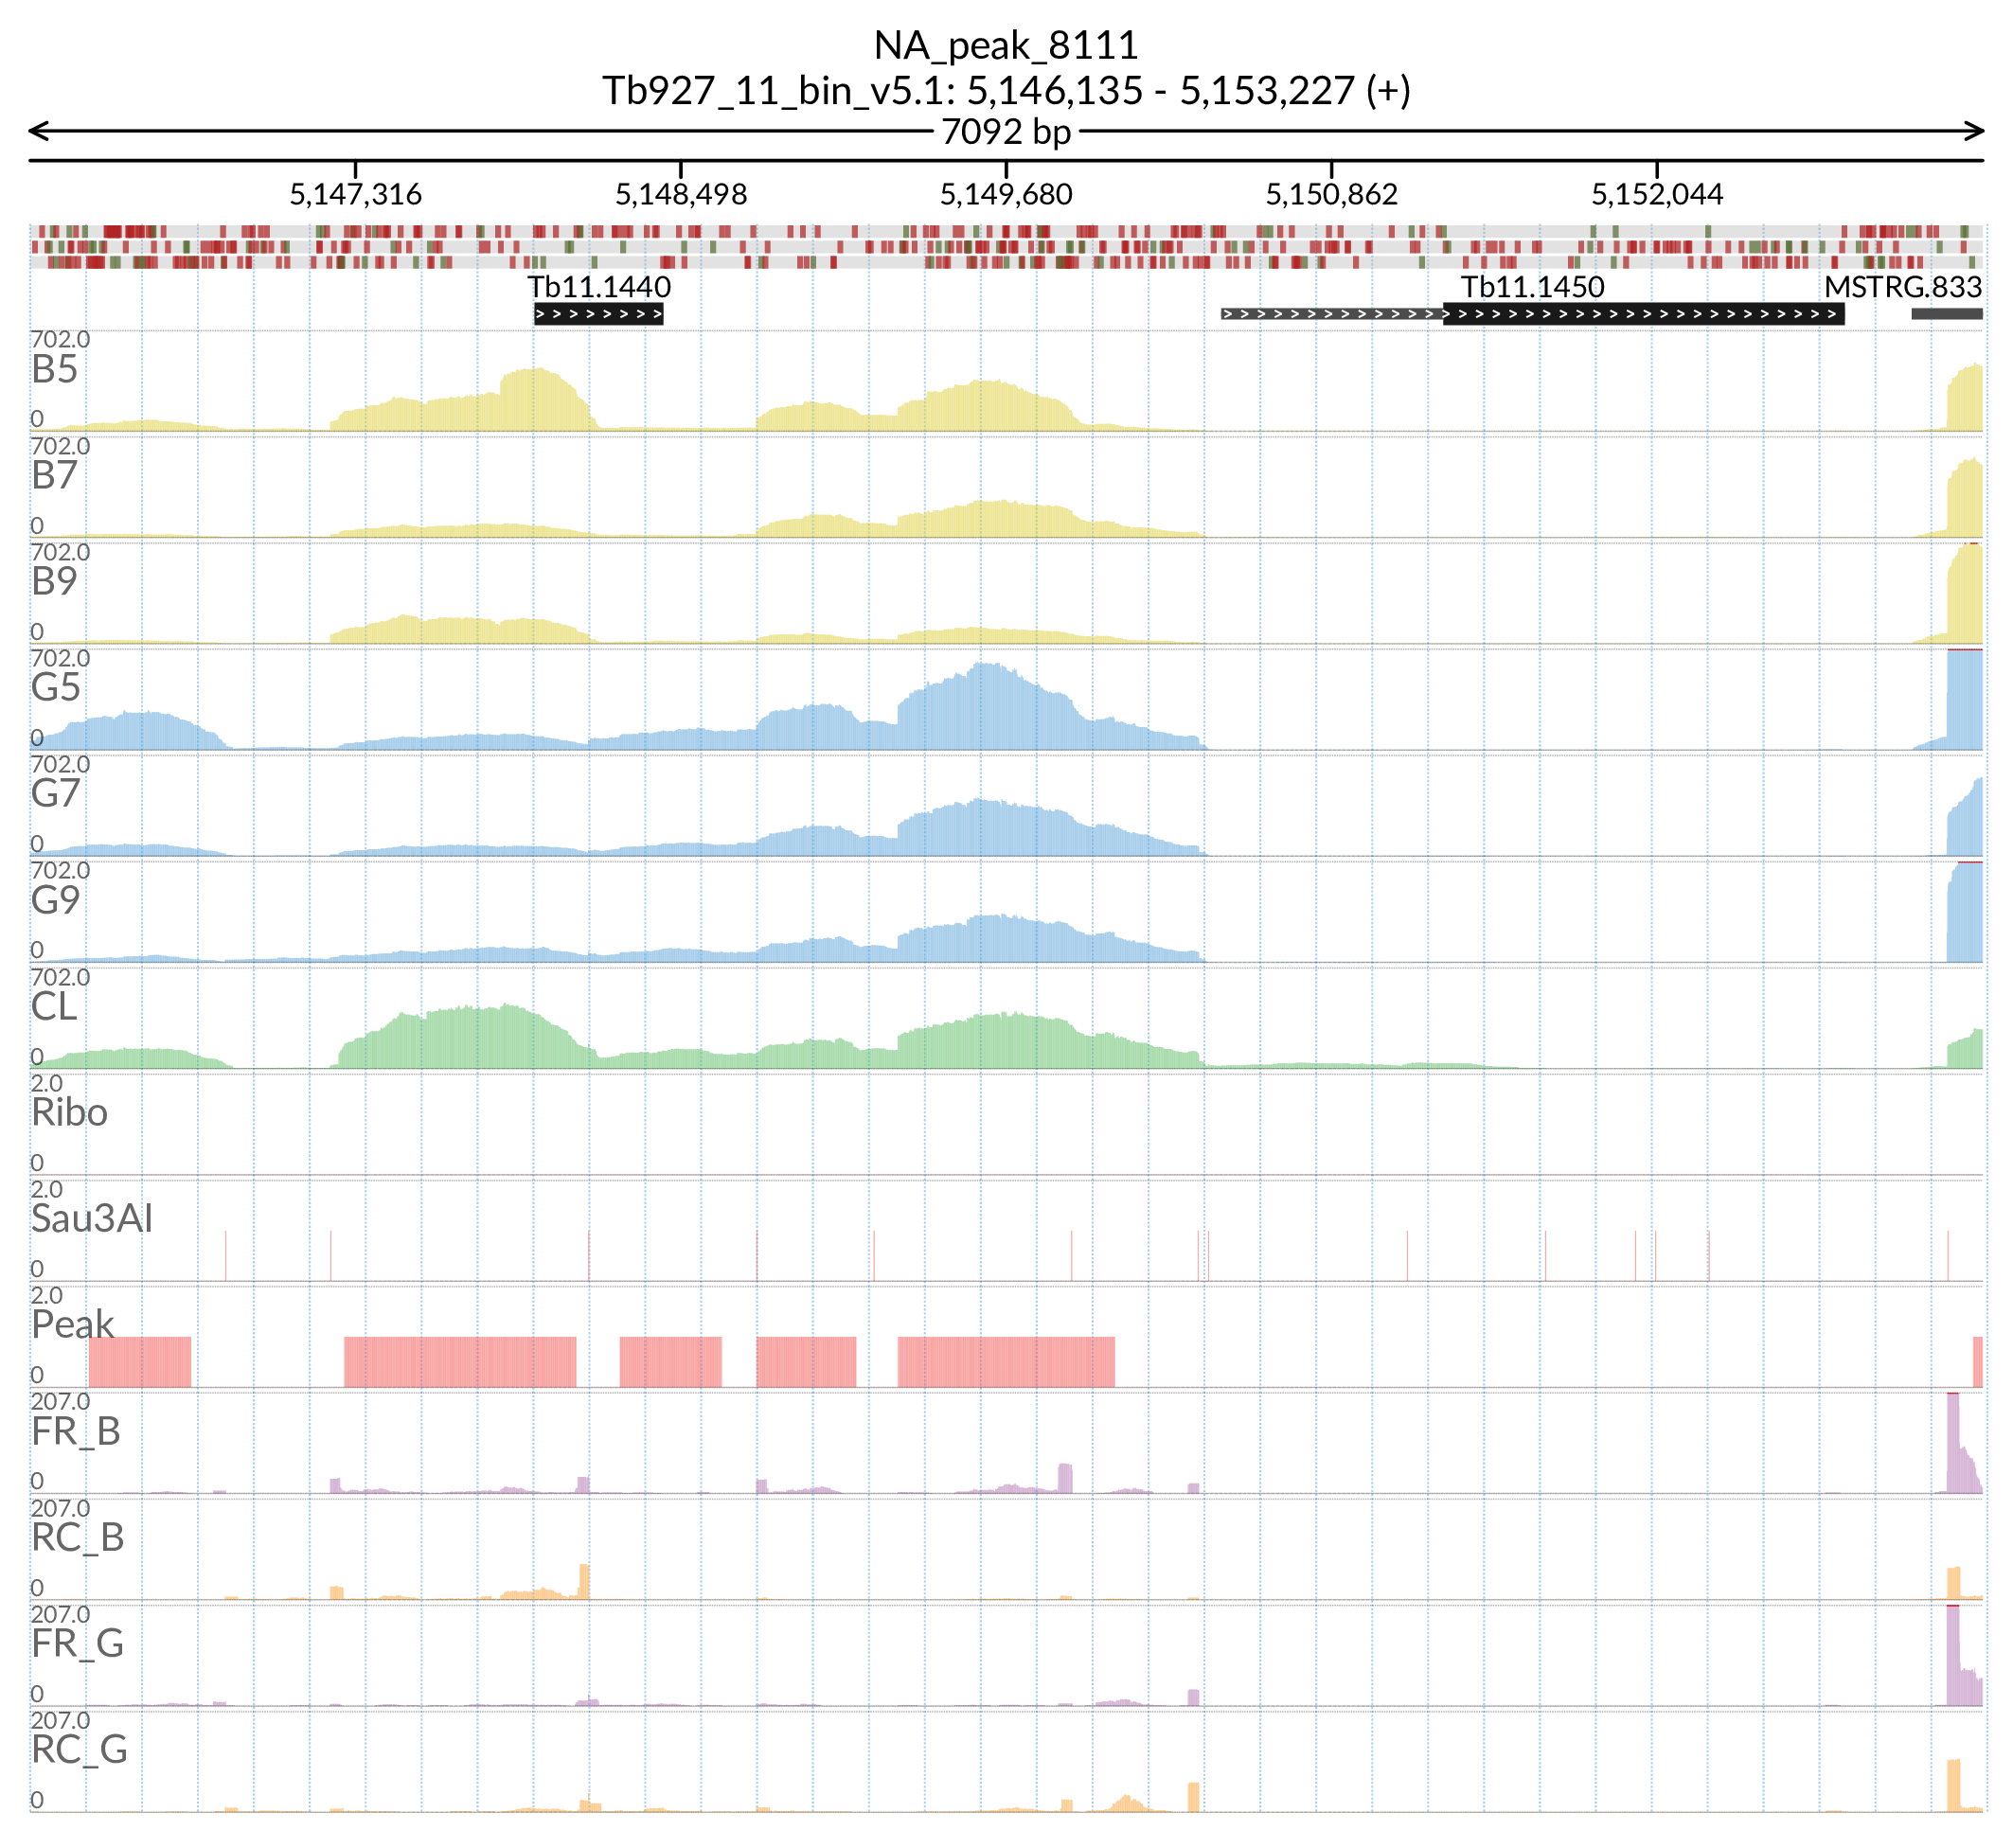 NA_peak_8111
Tb927_11_bin_v5.1: 5,146,135 - 5,153,227 (+)
7092 bp
5,147,316 5,148,498 5,149,680 5,150,862 5,152,044
Tb11.1440 Tb11.1450 MSTRG.833
702.0
B5
0
702.0
B7
0
702.0
B9
0
702.0
G5
0
702.0
G7
0
702.0
G9
0
702.0
CL
0
2.0
Ribo
0
2.0
Sau3AI
0
2.0
Peak
0
207.0
FR_B
0
207.0
RC_B
0
207.0
FR_G
0
207.0
RC_G
0